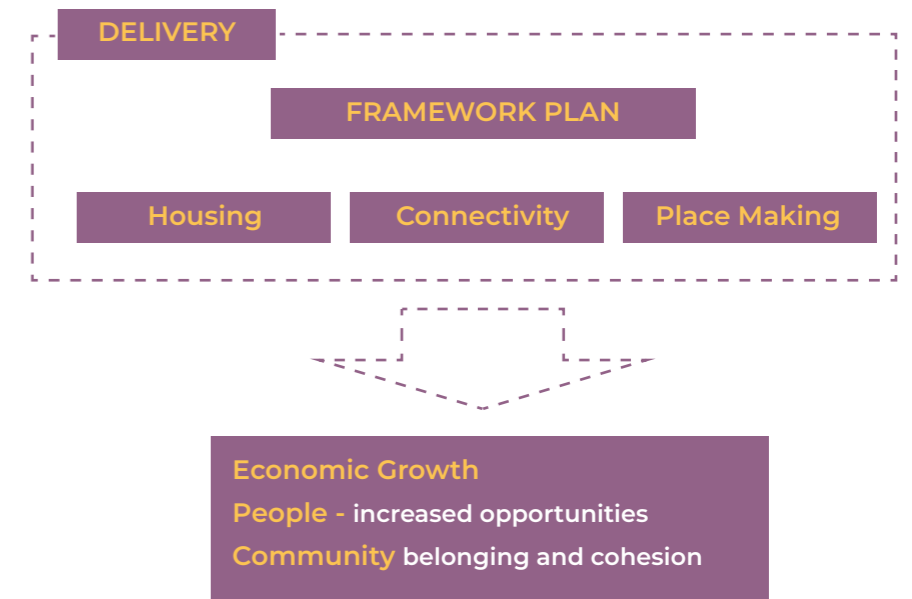 DELIVERY
FRAMEWORK PLAN
Housing
Connectivity
Place Making
Economic Growth
People - increased opportunities
Community belonging and cohesion